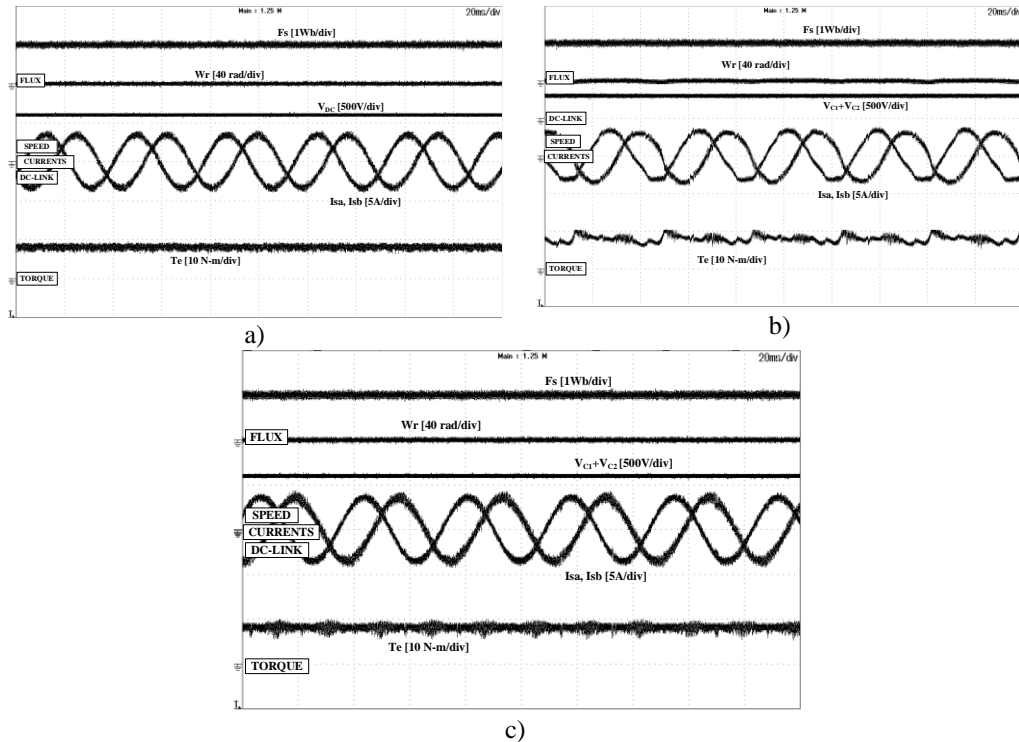 Main : 1.25 M
20ms/div
Fs [1Wb/div]
Wr [40 rad/div]
FLUX
VDC [500V/div]
SPEED
CURRENTS
DC-LINK
Isa, Isb [5A/div]
Te [10 N-m/div]
TORQUE
a)
Main : 1.25 M
20ms/div
Fs [1Wb/div]
Wr [40 rad/div]
FLUX
VC1+VC2 [500V/div]
DC-LINK
SPEED
CURRENTS
Isa, Isb [5A/div]
Te [10 N-m/div]
TORQUE
b)
Main : 1.25 M
20ms/div
Fs [1Wb/div]
Wr [40 rad/div]
FLUX
VC1+VC2 [500V/div]
SPEED
CURRENTS
DC-LINK
Isa, Isb [5A/div]
Te [10 N-m/div]
TORQUE
c)